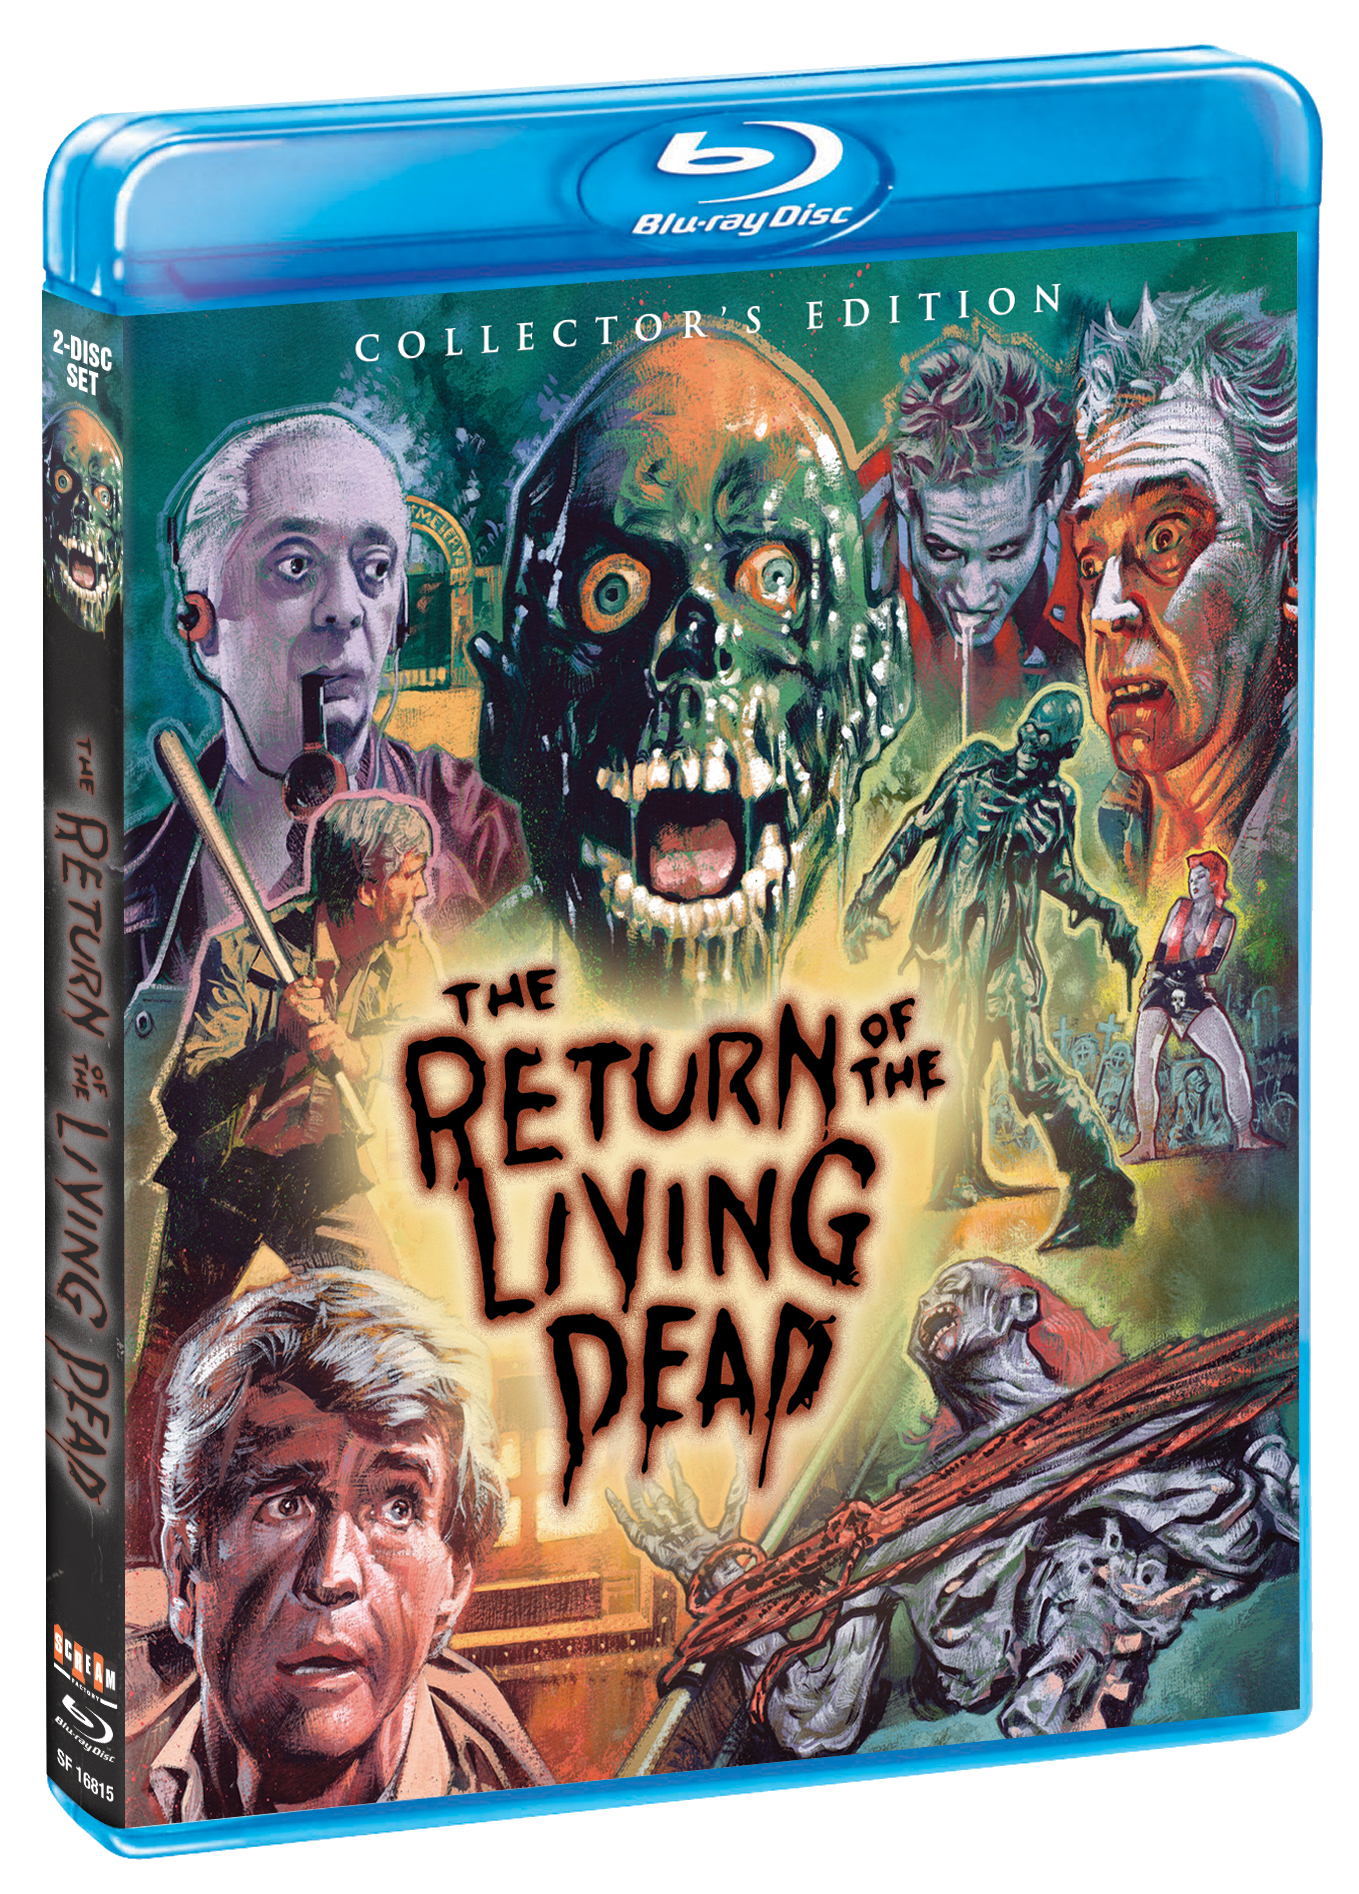 Blu-ray Disc
COLLECTOR'S EDITION
THE
RETURN OF THE
LIVING
DEAD
2-DISC
SET
THE RETURN OF THE LIVING DEAD
SCREAM
FACTORY
Blu-ray Disc
SF 16815